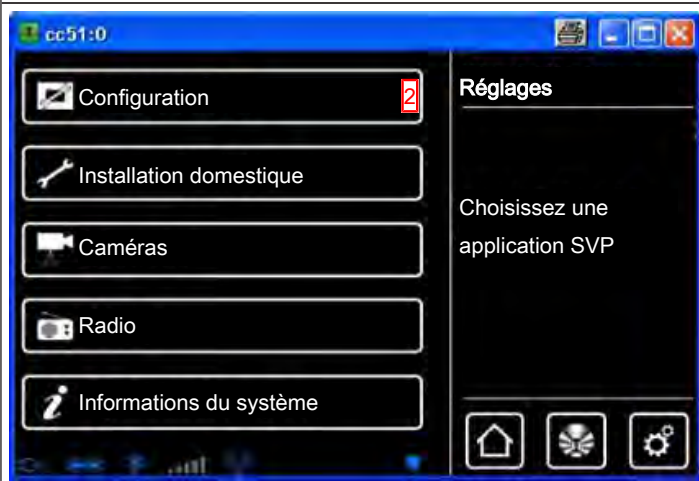 cc51:0
Configuration 2
Installation domestique
Caméras
Radio
Informations du système
Réglages
Choisissez une
application SVP